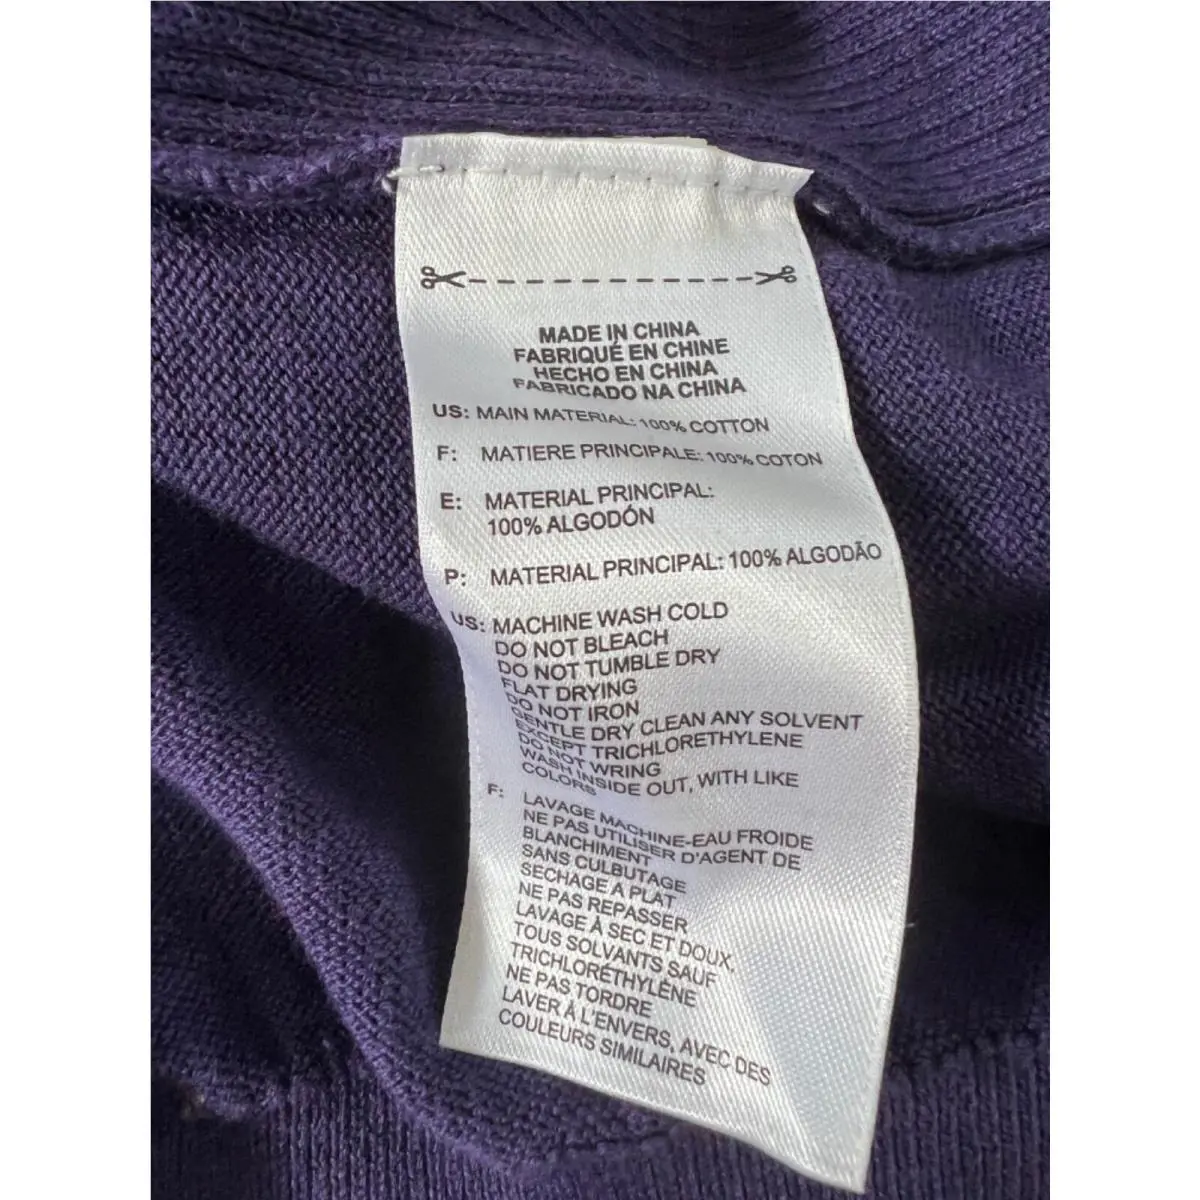 MADE IN CHINA
FABRIQUÉ EN CHINE
HECHO EN CHINA
FABRICADO NA CHINA
US: MAIN MATERIAL: 100% COTTON
F: MATIERE PRINCIPALE: 100% COTON
E: MATERIAL PRINCIPAL:
100% ALGODÓN
P: MATERIAL PRINCIPAL: 100% ALGODÃO
US: MACHINE WASH COLD
DO NOT BLEACH
DO NOT TUMBLE DRY
FLAT DRYING
DO NOT IRON
GENTLE DRY CLEAN ANY SOLVENT
EXCEPT TRICHLORETHYLENE
DO NOT WRING
WASH INSIDE OUT, WITH LIKE
COLORS
F: LAVAGE MACHINE-EAU FROIDE
NE PAS UTILISER D'AGENT DE
BLANCHIMENT
SANS CULBUTAGE
SECHAGE A PLAT
NE PAS REPASSER
LAVAGE À SEC ET DOUX.
TOUS SOLVANTS SAUF
TRICHLORÉTHYLÈNE
NE PAS TORDRE
LAVER À L'ENVERS, AVEC DES
COULEURS SIMILAIRES